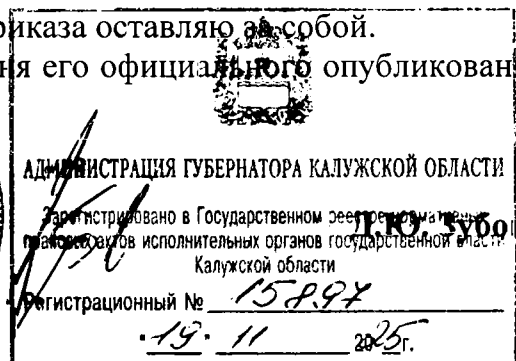 риказа оставляю за собой.
ня его официального опубликован
АДМИНИСТРАЦИЯ ГУБЕРНАТОРА КАЛУЖСКОЙ ОБЛАСТИ
Зарегистрировано в Государственном реестре нормативных
Д.Ю. Зубо
правовых актов исполнительных органов государственной власти
Калужской области
Регистрационный № 15897
19. 11 2025г.